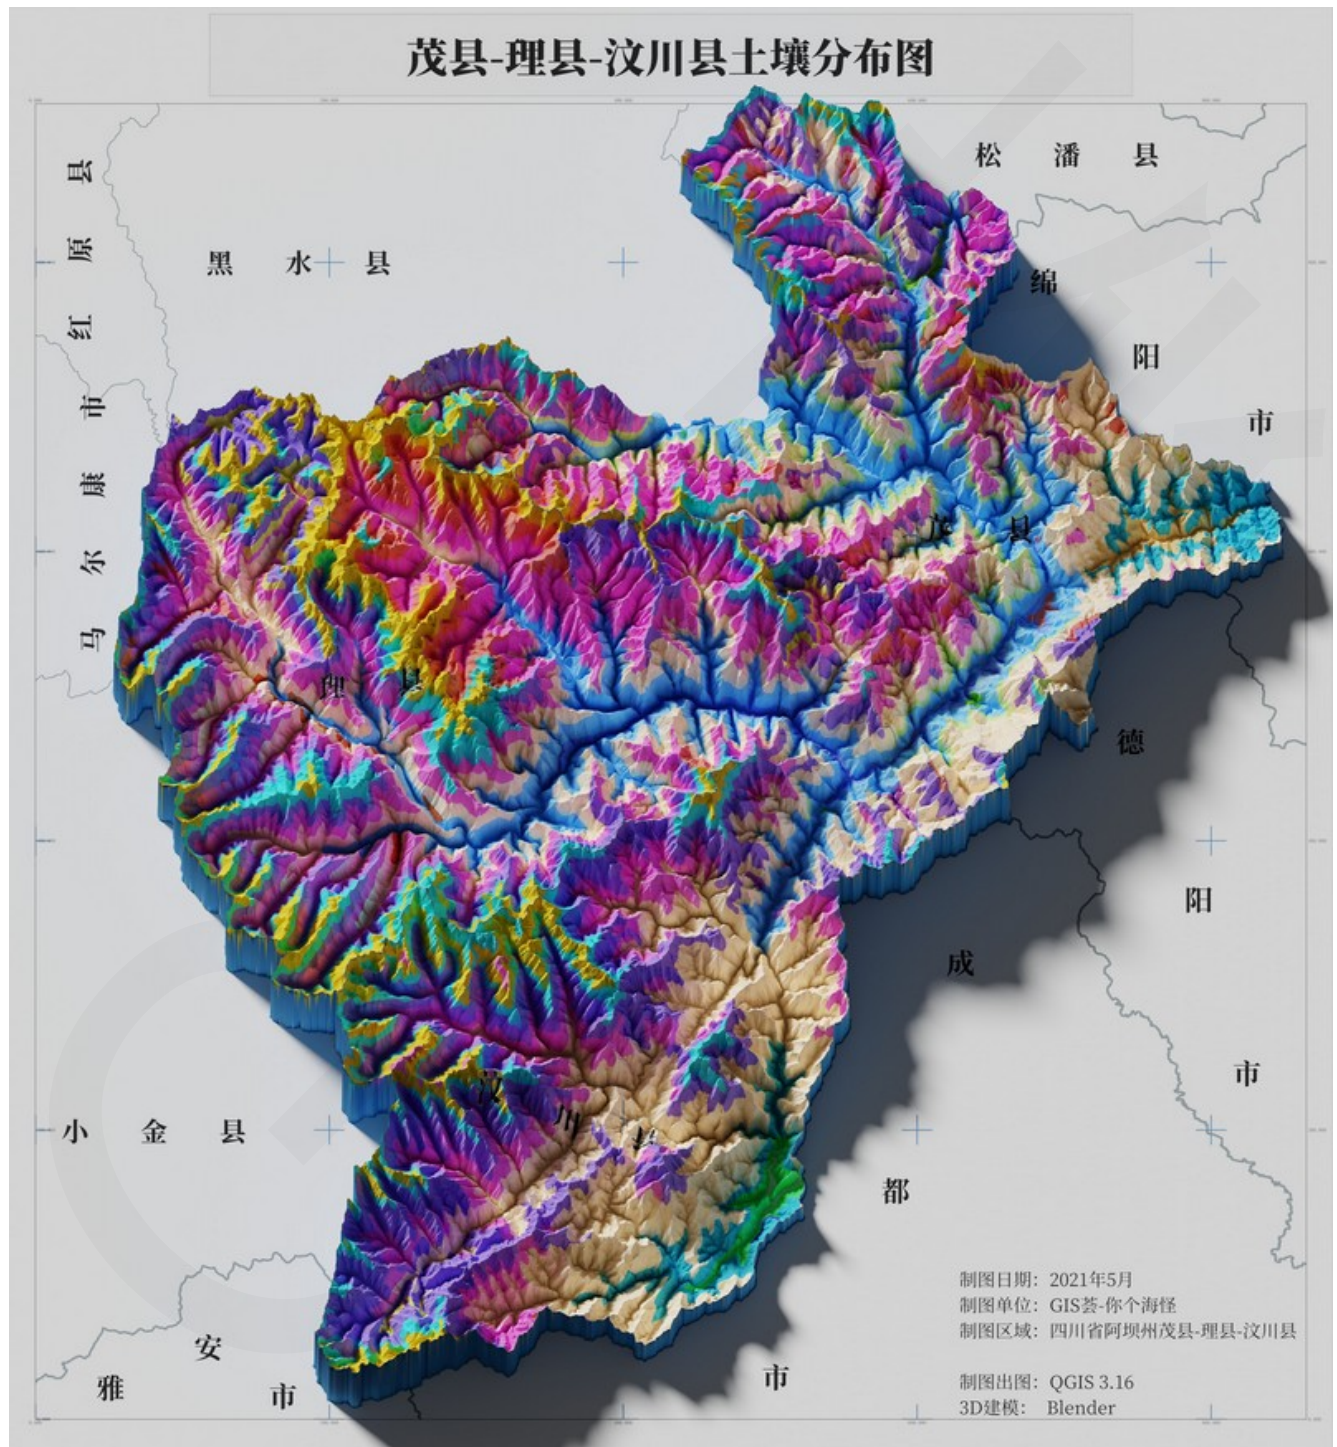 茂县-理县-汶川县土壤分布图
松潘县
红原县
黑水县
绵阳市
马尔康市
茂县
理县
德阳市
成都市
汶川县
小金县
雅安市
制图日期：2021年5月
制图单位：GIS荟-你个海怪
制图区域：四川省阿坝州茂县-理县-汶川县
制图出图：QGIS 3.16
3D建模： Blender